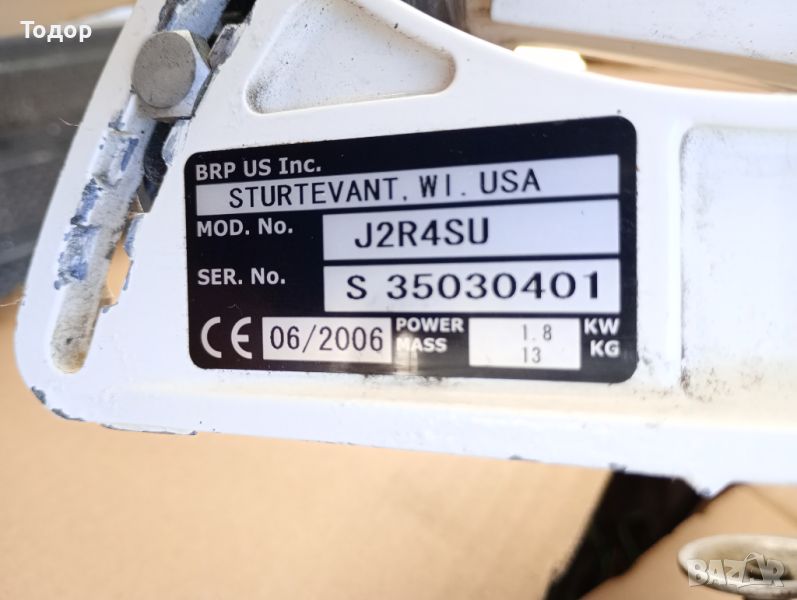 Тодор
BRP US Inc.
STURTEVANT, WI. USA
MOD. No. J2R4SU
SER. No. S 35030401
CE 06/2006 POWER 1.8 KW
MASS 13 KG
BAZAR